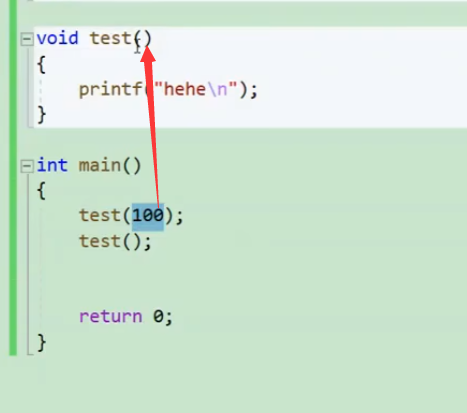 void test()
{
    printf("hehe\n");
}
int main()
{
    test(100);
    test();
    return 0;
}